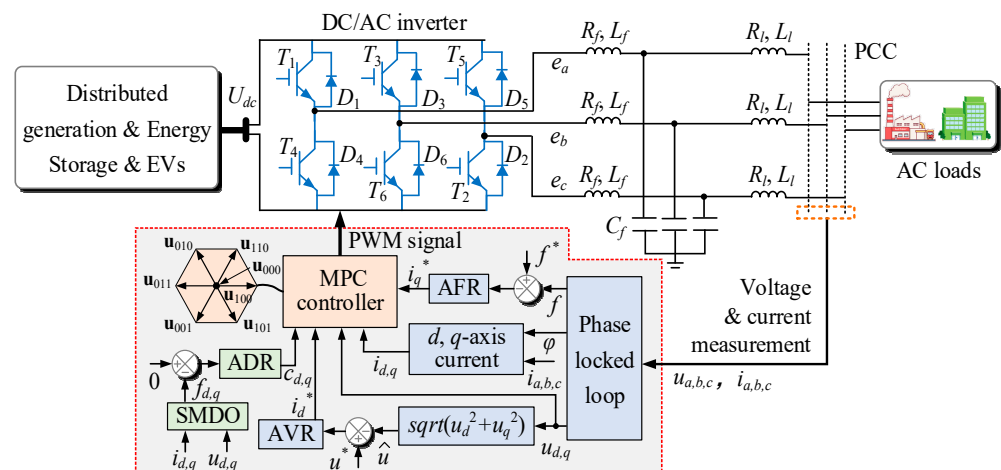 DC/AC inverter
Distributed
generation & Energy
Storage & EVs
U_dc
T_1
T_3
T_5
D_1
D_3
D_5
T_4
D_4
T_6
D_6
T_2
D_2
e_a
e_b
e_c
R_f, L_f
R_l, L_l
R_f, L_f
R_l, L_l
R_f, L_f
R_l, L_l
C_f
PCC
AC loads
PWM signal
u_010
u_110
u_000
u_011
u_100
u_001
u_101
MPC
controller
i_q^*
AFR
f^*
f
Phase
locked
loop
Voltage
& current
measurement
u_a,b,c, i_a,b,c
d, q-axis
current
i_d,q
φ
i_a,b,c
0
ADR
c_d,q
f_d,q
SMDO
i_d,q
u_d,q
i_d^*
AVR
u^*
û
sqrt(u_d^2+u_q^2)
u_d,q